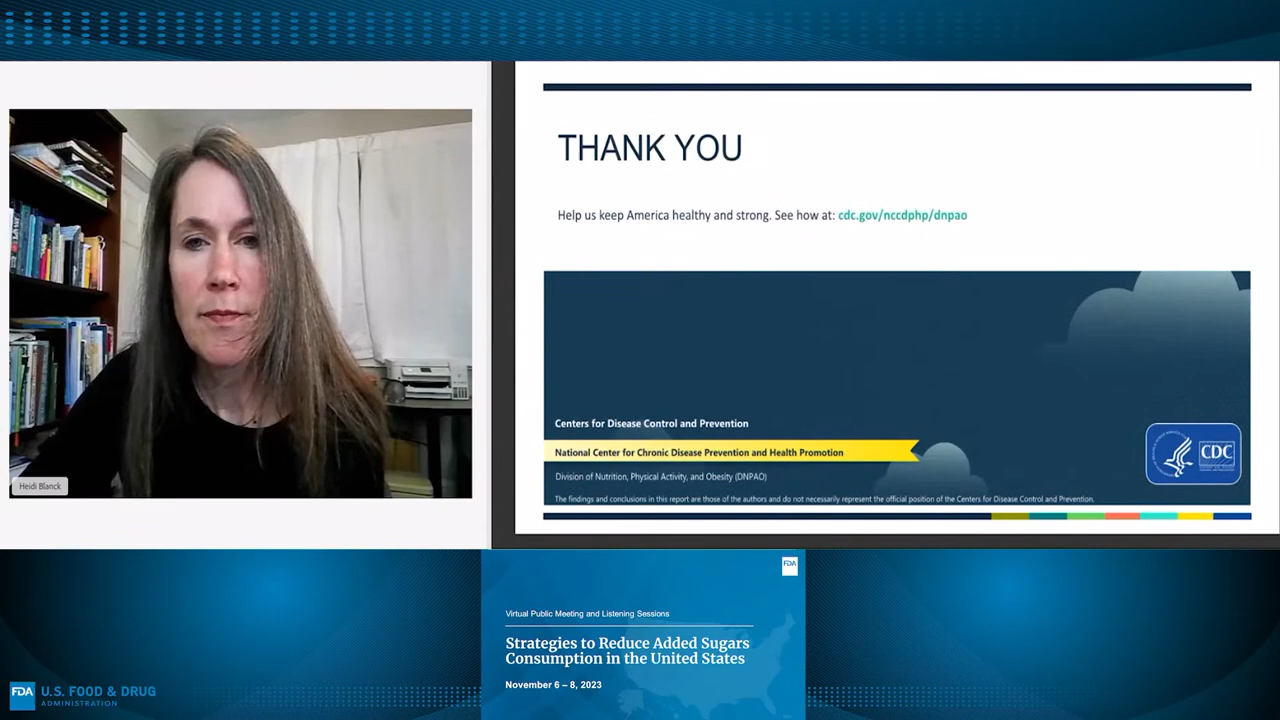 Heidi Blanck
THANK YOU
Help us keep America healthy and strong. See how at: cdc.gov/nccdphp/dnpao
Centers for Disease Control and Prevention
National Center for Chronic Disease Prevention and Health Promotion
Division of Nutrition, Physical Activity, and Obesity (DNPAO)
The findings and conclusions in this report are those of the authors and do not necessarily represent the official position of the Centers for Disease Control and Prevention.
CDC
FDA
Virtual Public Meeting and Listening Sessions
Strategies to Reduce Added Sugars
Consumption in the United States
November 6 – 8, 2023
FDA U.S. FOOD & DRUG
ADMINISTRATION